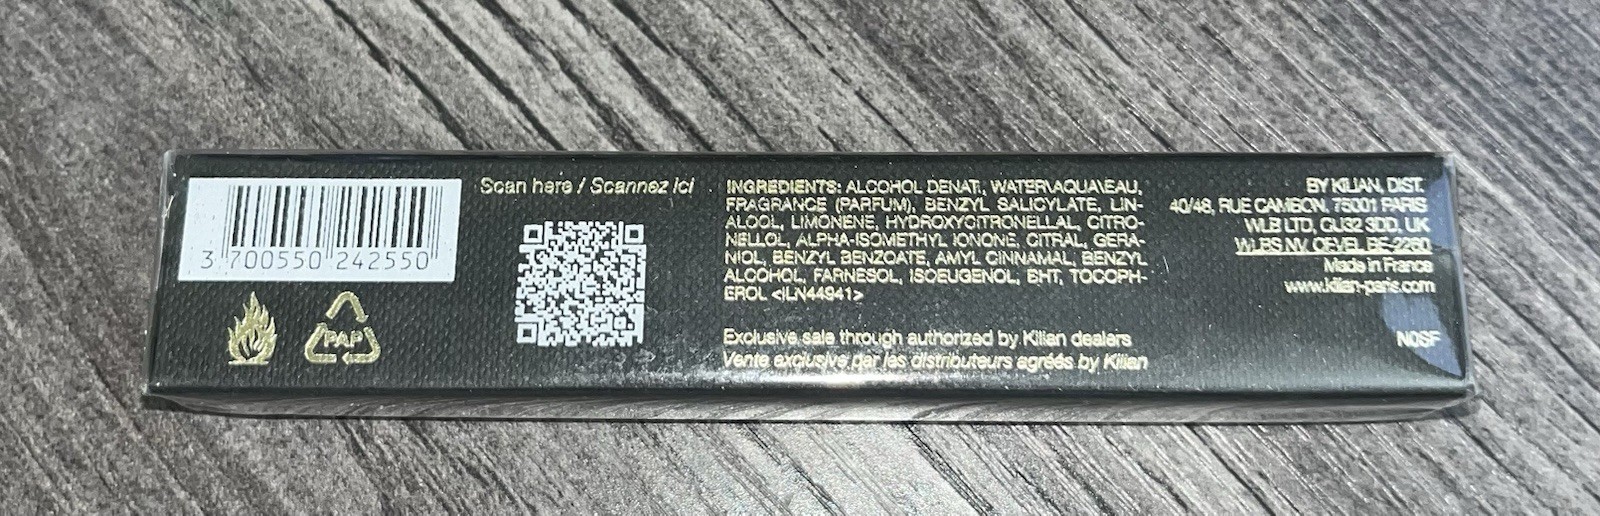 3 700550 242550
PAP
Scan here / Scannez ici
INGREDIENTS: ALCOHOL DENAT., WATER\AQUA\EAU,
FRAGRANCE (PARFUM), BENZYL SALICYLATE, LIN-
ALOOL, LIMONENE, HYDROXYCITRONELLAL, CITRO-
NELLOL, ALPHA-ISOMETHYL IONONE, CITRAL, GERA-
NIOL, BENZYL BENZOATE, AMYL CINNAMAL, BENZYL
ALCOHOL, FARNESOL, ISOEUGENOL, BHT, TOCOPH-
EROL <ILN44941>
Exclusive sale through authorized by Kilian dealers
Vente exclusive par les distributeurs agréés by Kilian
BY KILIAN, DIST.
40/48, RUE CAMBON, 75001 PARIS
WLB LTD, GU32 3DD, UK
WLBS NV, OEVEL BE-2260
Made in France
www.kilian-paris.com
N0SF